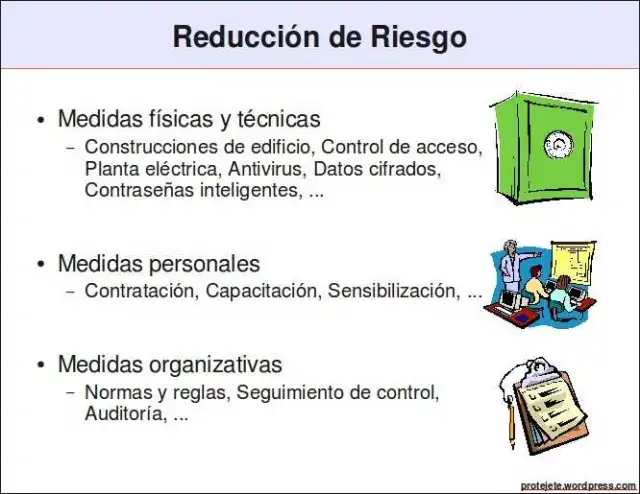 Reducción de Riesgo
• Medidas físicas y técnicas
– Construcciones de edificio, Control de acceso,
Planta eléctrica, Antivirus, Datos cifrados,
Contraseñas inteligentes, ...
• Medidas personales
– Contratación, Capacitación, Sensibilización, ...
• Medidas organizativas
– Normas y reglas, Seguimiento de control,
Auditoría, ...
protejete.wordpress.com